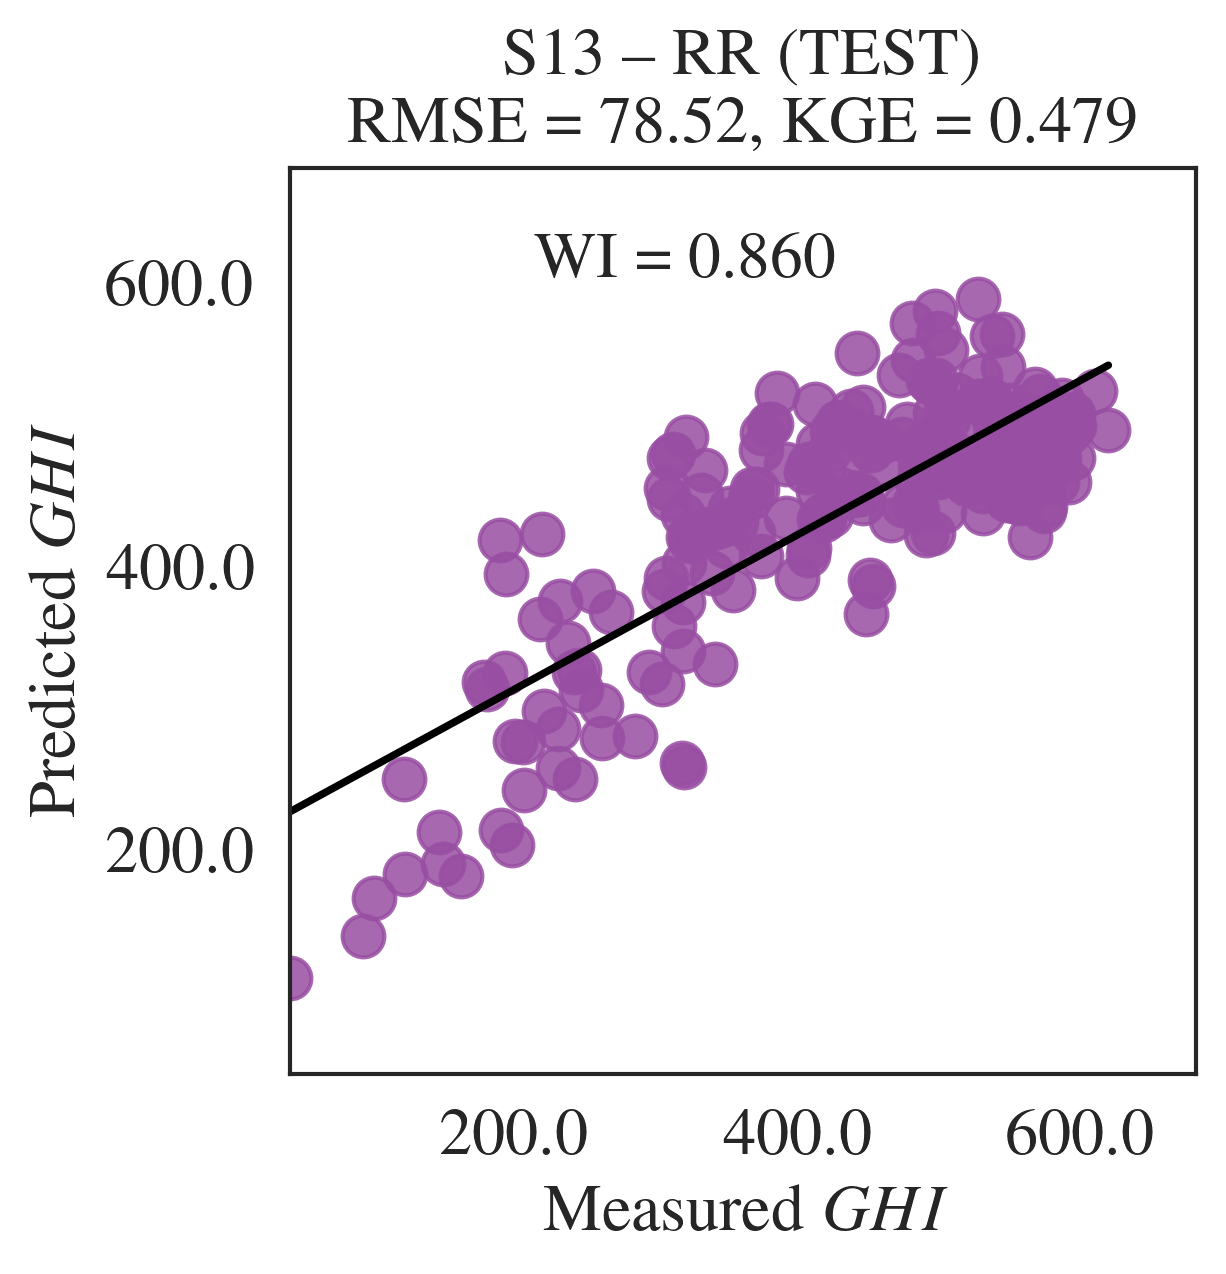 S13 – RR (TEST)
RMSE = 78.52, KGE = 0.479
WI = 0.860
600.0
400.0
200.0
Predicted GHI
200.0 400.0 600.0
Measured GHI